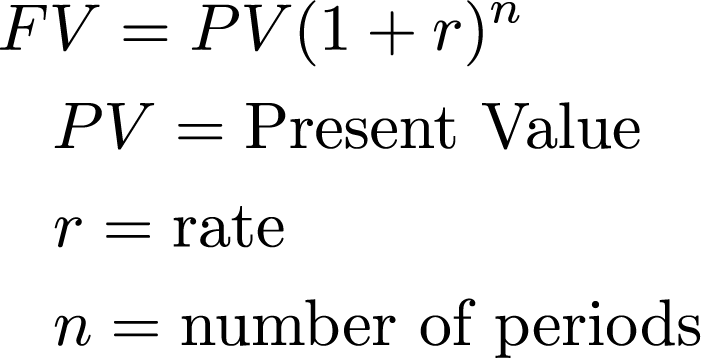 FV = PV(1 + r)^n
PV = Present Value
r = rate
n = number of periods